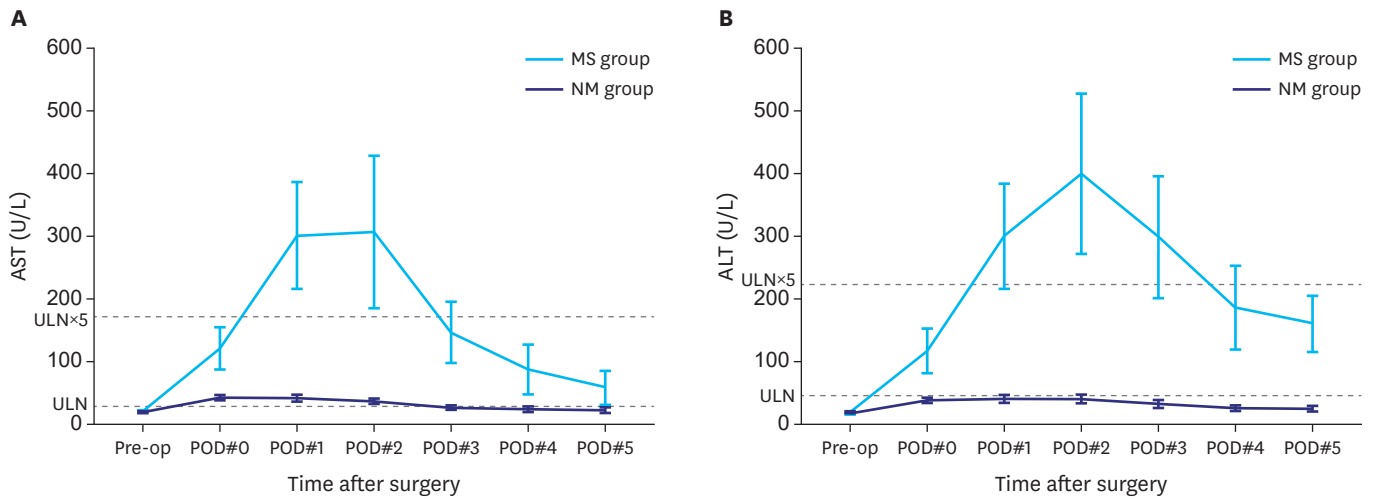 A
600
500
400
300
200
100
0
ULN×5
ULN
AST (U/L)
MS group
NM group
Pre-op POD#0 POD#1 POD#2 POD#3 POD#4 POD#5
Time after surgery
B
600
500
400
300
200
100
0
ULN×5
ULN
ALT (U/L)
MS group
NM group
Pre-op POD#0 POD#1 POD#2 POD#3 POD#4 POD#5
Time after surgery